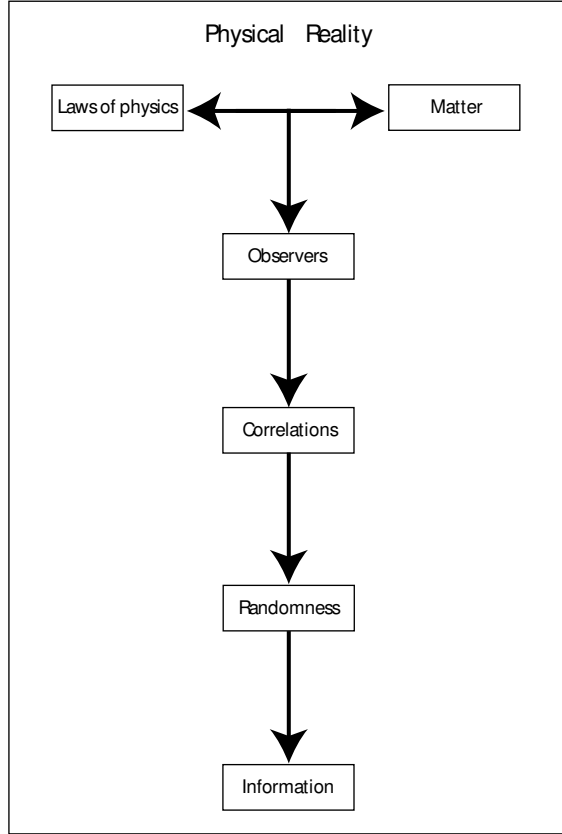 Physical Reality
Laws of physics
Matter
Observers
Correlations
Randomness
Information